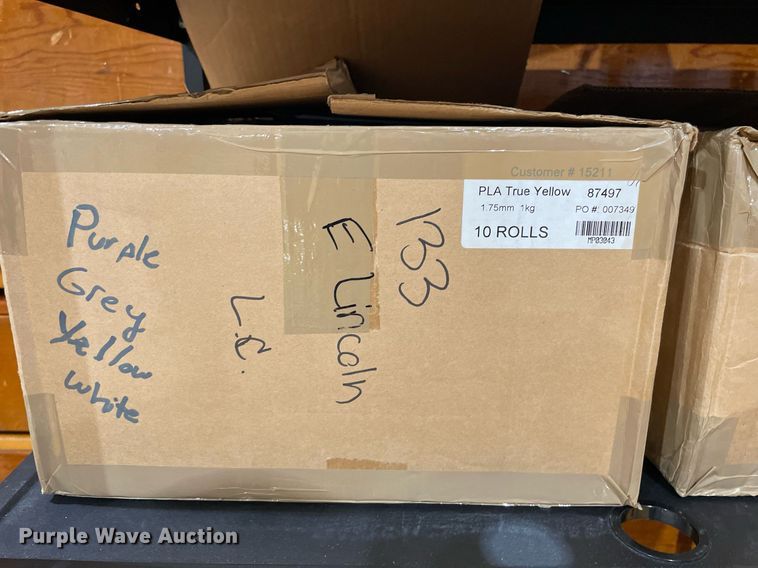 Customer # 15211
PLA True Yellow 87497
1.75mm 1kg PO #: 007349
10 ROLLS
MP03043
Purple
Grey
Yellow
White
L.C.
E Lincoln
133
Purple Wave Auction